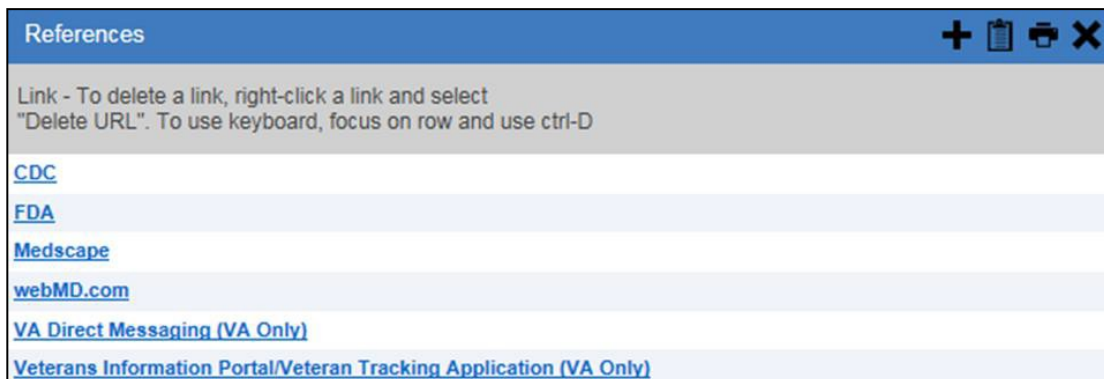 References
Link - To delete a link, right-click a link and select
"Delete URL". To use keyboard, focus on row and use ctrl-D
CDC
FDA
Medscape
webMD.com
VA Direct Messaging (VA Only)
Veterans Information Portal/Veteran Tracking Application (VA Only)